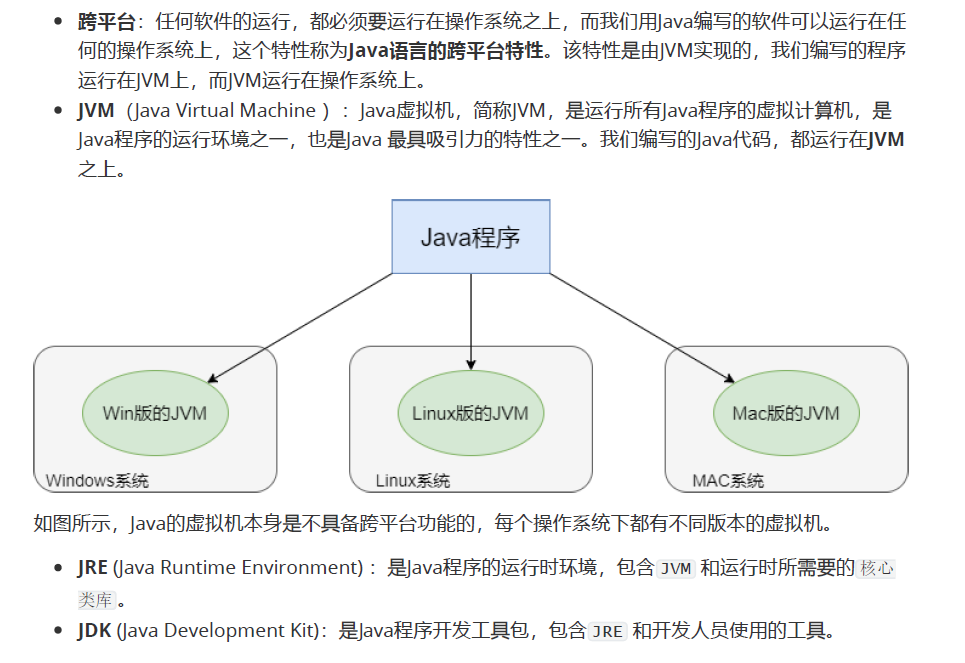 跨平台：任何软件的运行，都必须要运行在操作系统之上，而我们用Java编写的软件可以运行在任
何的操作系统上，这个特性称为Java语言的跨平台特性。该特性是由JVM实现的，我们编写的程序
运行在JVM上，而JVM运行在操作系统上。
JVM（Java Virtual Machine ）：Java虚拟机，简称JVM，是运行所有Java程序的虚拟计算机，是
Java程序的运行环境之一，也是Java 最具吸引力的特性之一。我们编写的Java代码，都运行在JVM
之上。
Java程序
Win版的JVM
Windows系统
Linux版的JVM
Linux系统
Mac版的JVM
MAC系统
如图所示，Java的虚拟机本身是不具备跨平台功能的，每个操作系统下都有不同版本的虚拟机。
JRE (Java Runtime Environment) ：是Java程序的运行时环境，包含 JVM 和运行时所需要的 核心
类库 。
JDK (Java Development Kit)：是Java程序开发工具包，包含 JRE 和开发人员使用的工具。